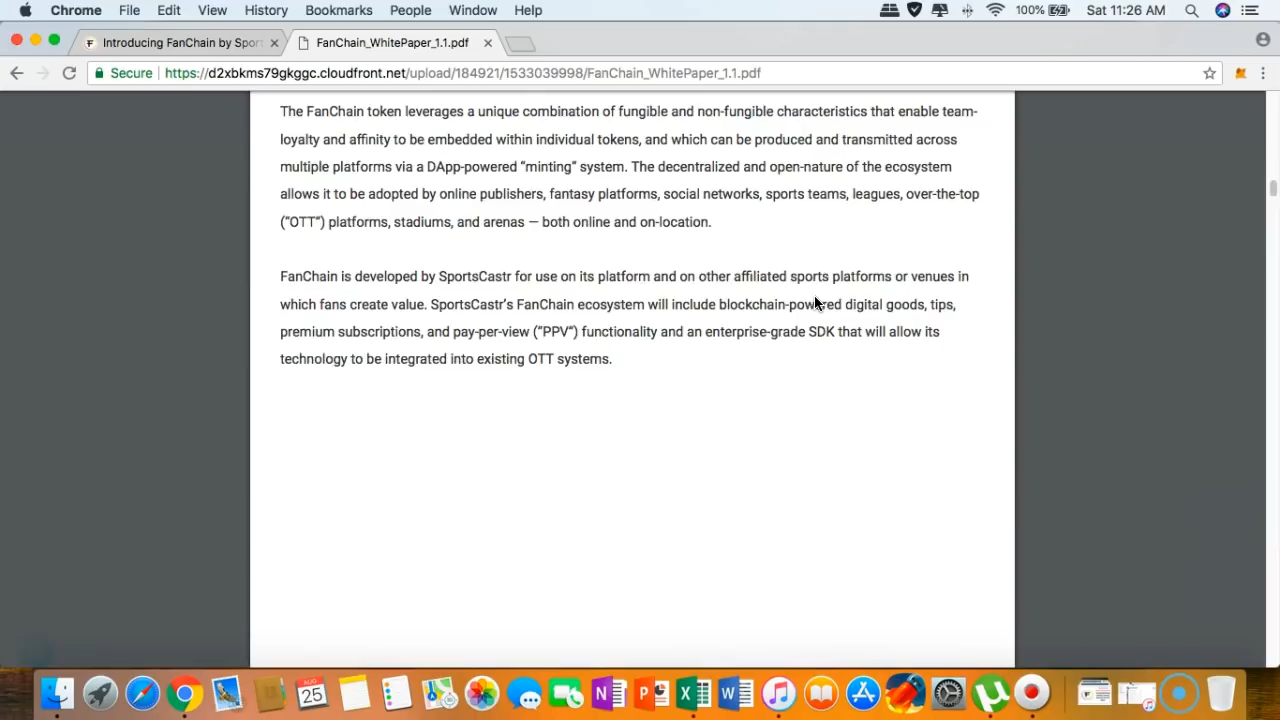 Chrome File Edit View History Bookmarks People Window Help 100% Sat 11:26 AM
Introducing FanChain by Spor
FanChain_WhitePaper_1.1.pdf
Secure https://d2xbkms79gkggc.cloudfront.net/upload/184921/1533039998/FanChain_WhitePaper_1.1.pdf
The FanChain token leverages a unique combination of fungible and non-fungible characteristics that enable team-
loyalty and affinity to be embedded within individual tokens, and which can be produced and transmitted across
multiple platforms via a DApp-powered “minting” system. The decentralized and open-nature of the ecosystem
allows it to be adopted by online publishers, fantasy platforms, social networks, sports teams, leagues, over-the-top
(“OTT”) platforms, stadiums, and arenas — both online and on-location.
FanChain is developed by SportsCastr for use on its platform and on other affiliated sports platforms or venues in
which fans create value. SportsCastr’s FanChain ecosystem will include blockchain-powered digital goods, tips,
premium subscriptions, and pay-per-view (“PPV”) functionality and an enterprise-grade SDK that will allow its
technology to be integrated into existing OTT systems.
AUG
25